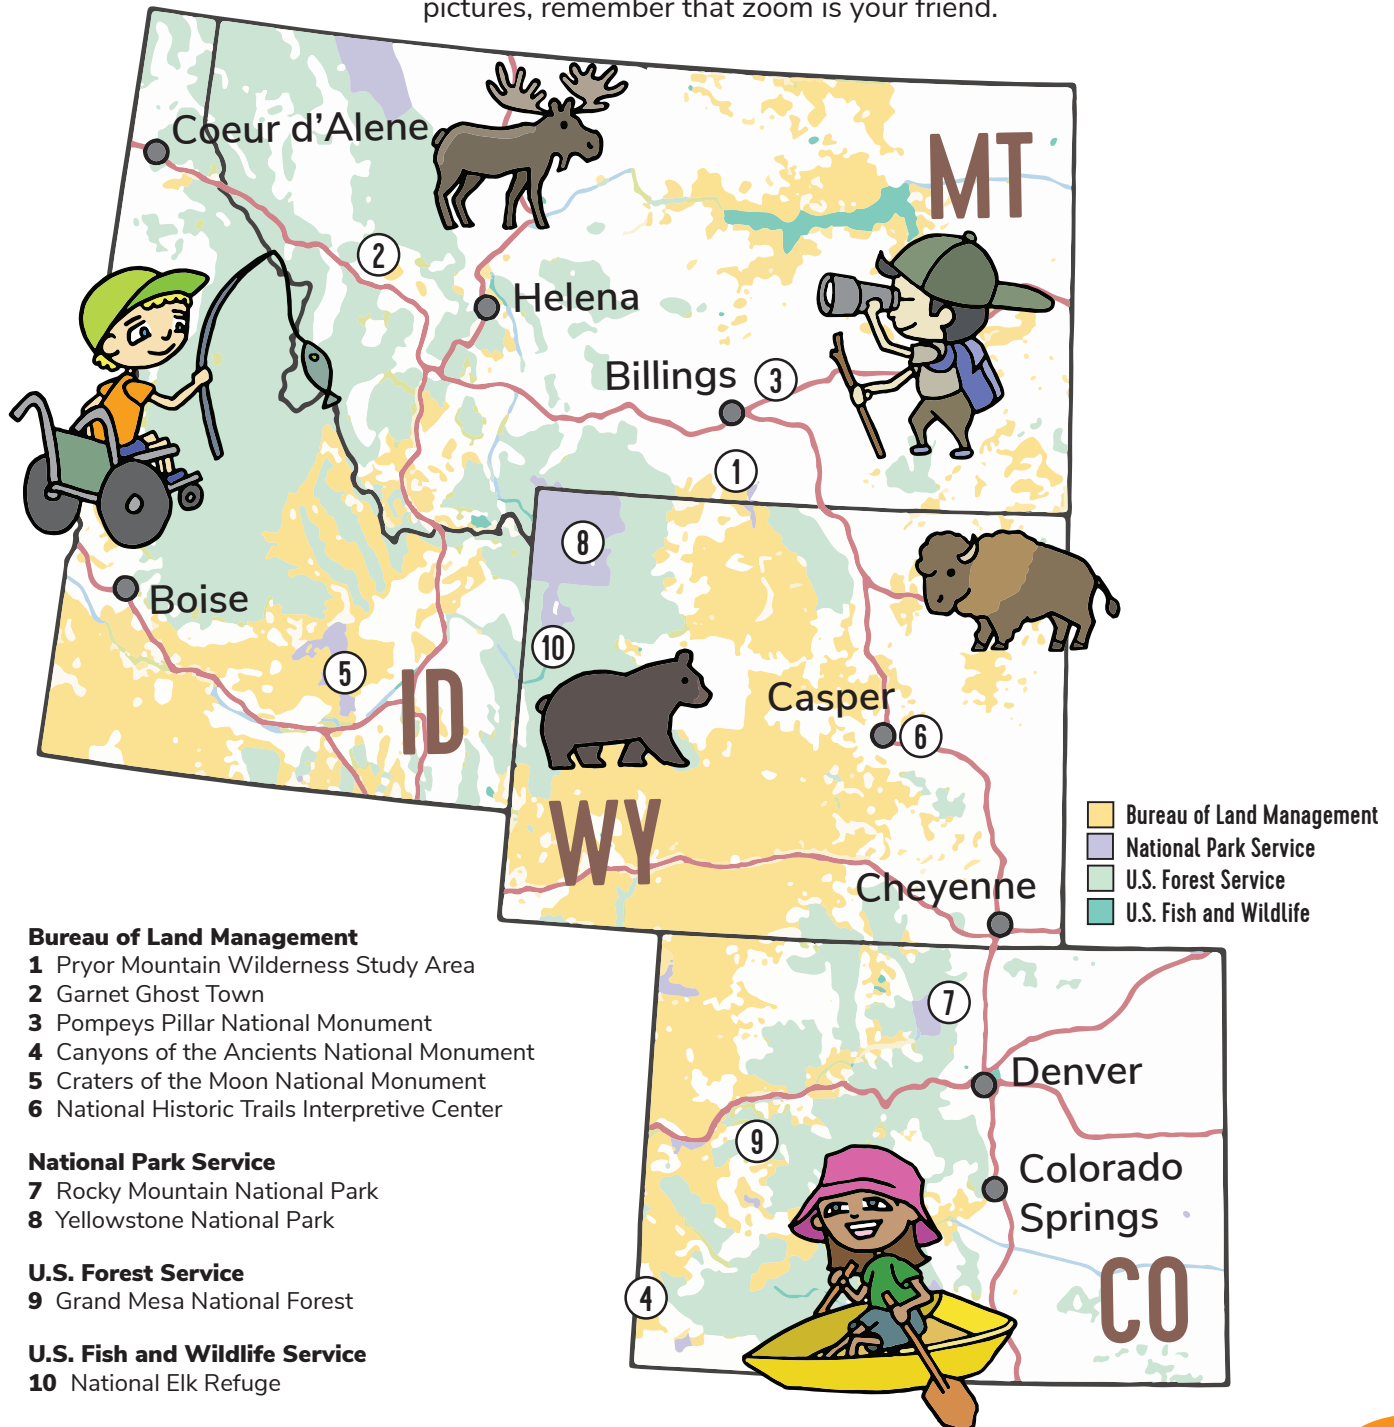 pictures, remember that zoom is your friend.
Coeur d’Alene
MT
2
Helena
Billings
3
1
8
Boise
10
5
ID
Casper
6
WY
Cheyenne
Bureau of Land Management
National Park Service
U.S. Forest Service
U.S. Fish and Wildlife
7
Denver
9
Colorado
Springs
4
CO
Bureau of Land Management
1 Pryor Mountain Wilderness Study Area
2 Garnet Ghost Town
3 Pompeys Pillar National Monument
4 Canyons of the Ancients National Monument
5 Craters of the Moon National Monument
6 National Historic Trails Interpretive Center
National Park Service
7 Rocky Mountain National Park
8 Yellowstone National Park
U.S. Forest Service
9 Grand Mesa National Forest
U.S. Fish and Wildlife Service
10 National Elk Refuge